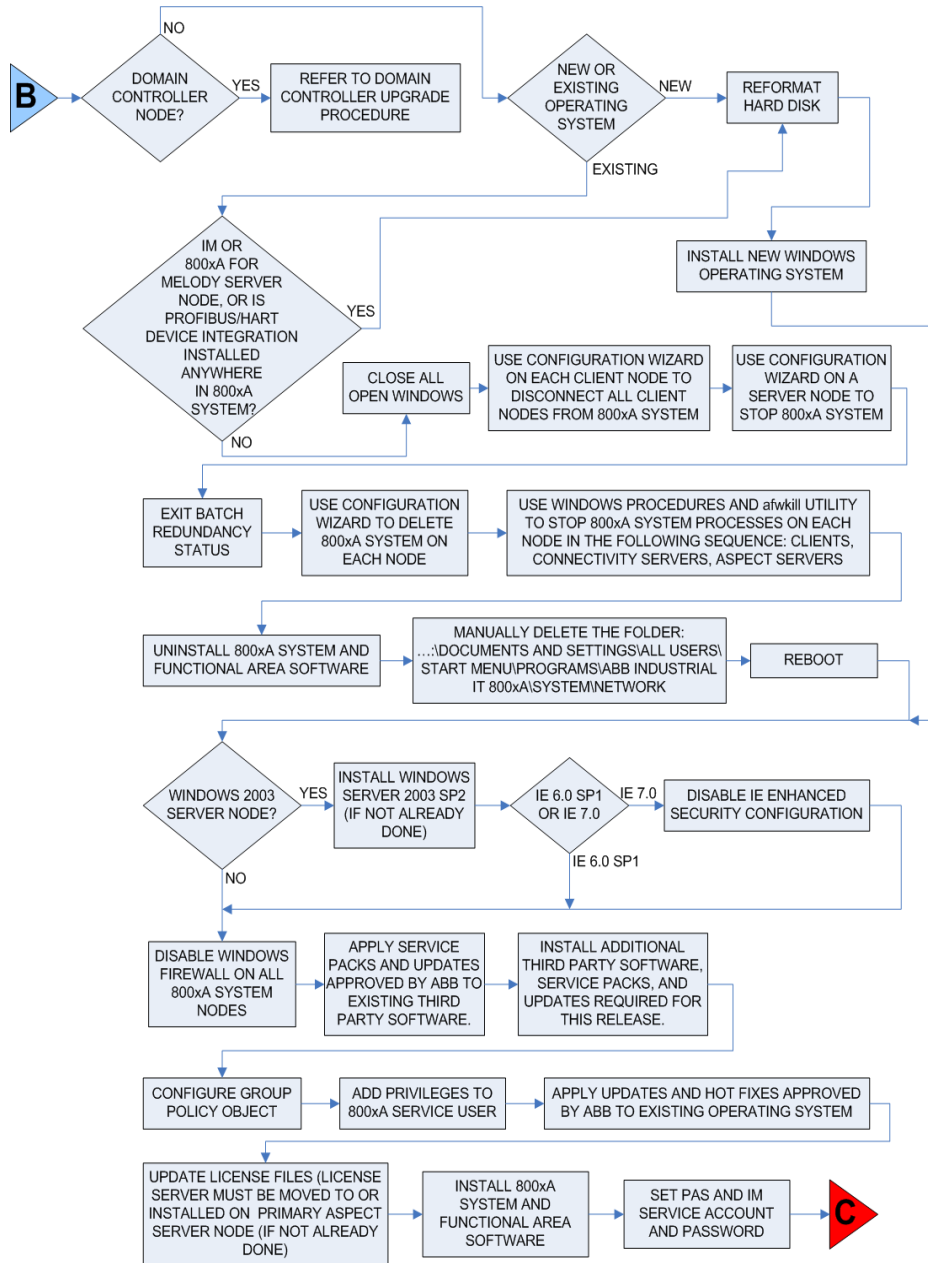 NO
B
DOMAIN
CONTROLLER
NODE?
YES
REFER TO DOMAIN
CONTROLLER UPGRADE
PROCEDURE
NEW OR
EXISTING
OPERATING
SYSTEM
NEW
REFORMAT
HARD DISK
EXISTING
IM OR
800xA FOR
MELODY SERVER
NODE, OR IS
PROFIBUS/HART
DEVICE INTEGRATION
INSTALLED
ANYWHERE
IN 800xA
SYSTEM?
YES
NO
INSTALL NEW WINDOWS
OPERATING SYSTEM
CLOSE ALL
OPEN WINDOWS
USE CONFIGURATION WIZARD
ON EACH CLIENT NODE TO
DISCONNECT ALL CLIENT
NODES FROM 800xA SYSTEM
USE CONFIGURATION
WIZARD ON A
SERVER NODE TO
STOP 800xA SYSTEM
EXIT BATCH
REDUNDANCY
STATUS
USE CONFIGURATION
WIZARD TO DELETE
800xA SYSTEM ON
EACH NODE
USE WINDOWS PROCEDURES AND afwkill UTILITY
TO STOP 800xA SYSTEM PROCESSES ON EACH
NODE IN THE FOLLOWING SEQUENCE: CLIENTS,
CONNECTIVITY SERVERS, ASPECT SERVERS
UNINSTALL 800xA SYSTEM AND
FUNCTIONAL AREA SOFTWARE
MANUALLY DELETE THE FOLDER:
…:\DOCUMENTS AND SETTINGS\ALL USERS\
START MENU\PROGRAMS\ABB INDUSTRIAL
IT 800xA\SYSTEM\NETWORK
REBOOT
WINDOWS 2003
SERVER NODE?
YES
NO
INSTALL WINDOWS
SERVER 2003 SP2
(IF NOT ALREADY
DONE)
IE 6.0 SP1
OR IE 7.0
IE 7.0
IE 6.0 SP1
DISABLE IE ENHANCED
SECURITY CONFIGURATION
DISABLE WINDOWS
FIREWALL ON ALL
800xA SYSTEM
NODES
APPLY SERVICE
PACKS AND UPDATES
APPROVED BY ABB TO
EXISTING THIRD
PARTY SOFTWARE.
INSTALL ADDITIONAL
THIRD PARTY SOFTWARE,
SERVICE PACKS, AND
UPDATES REQUIRED FOR
THIS RELEASE.
CONFIGURE GROUP
POLICY OBJECT
ADD PRIVILEGES TO
800xA SERVICE USER
APPLY UPDATES AND HOT FIXES APPROVED
BY ABB TO EXISTING OPERATING SYSTEM
UPDATE LICENSE FILES (LICENSE
SERVER MUST BE MOVED TO OR
INSTALLED ON PRIMARY ASPECT
SERVER NODE (IF NOT ALREADY
DONE)
INSTALL 800xA
SYSTEM AND
FUNCTIONAL AREA
SOFTWARE
SET PAS AND IM
SERVICE ACCOUNT
AND PASSWORD
C